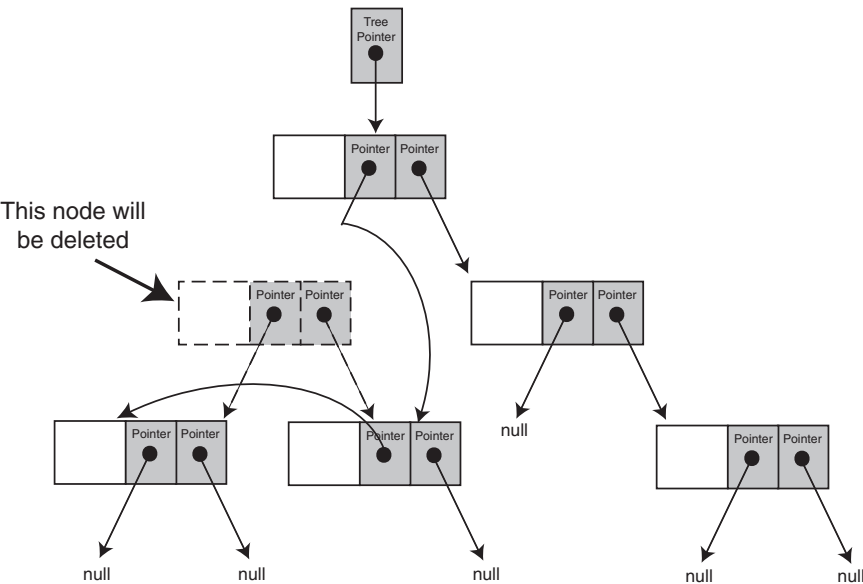 Tree
Pointer
Pointer Pointer
This node will
be deleted
Pointer Pointer
Pointer Pointer
Pointer Pointer
Pointer Pointer
null
Pointer Pointer
null
null
null
null
null